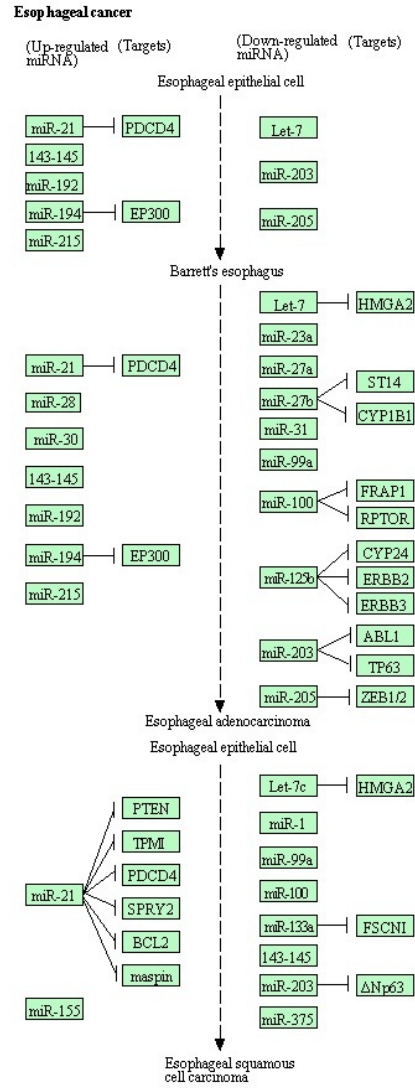 Esophageal cancer
(Up-regulated miRNA) (Targets) (Down-regulated miRNA) (Targets)
Esophageal epithelial cell
miR-21 PDCD4 Let-7
143-145
miR-192 miR-203
miR-194 EP300 miR-205
miR-215
Barrett's esophagus
Let-7 HMGA2
miR-23a
miR-21 PDCD4 miR-27a
miR-28 miR-27b ST14
CYP1B1
miR-30 miR-31
143-145 miR-99a
miR-192 miR-100 FRAP1
RPTOR
miR-194 EP300 CYP24
miR-215 miR-125b ERBB2
ERBB3
miR-203 ABL1
TP63
miR-205 ZEB1/2
Esophageal adenocarcinoma
Esophageal epithelial cell
Let-7c HMGA2
PTEN
miR-1
TPMI
miR-99a
PDCD4
miR-21 miR-100
SPRY2
miR-133a FSCNI
BCL2
143-145
maspin miR-203 ΔNp63
miR-155 miR-375
Esophageal squamous
cell carcinoma